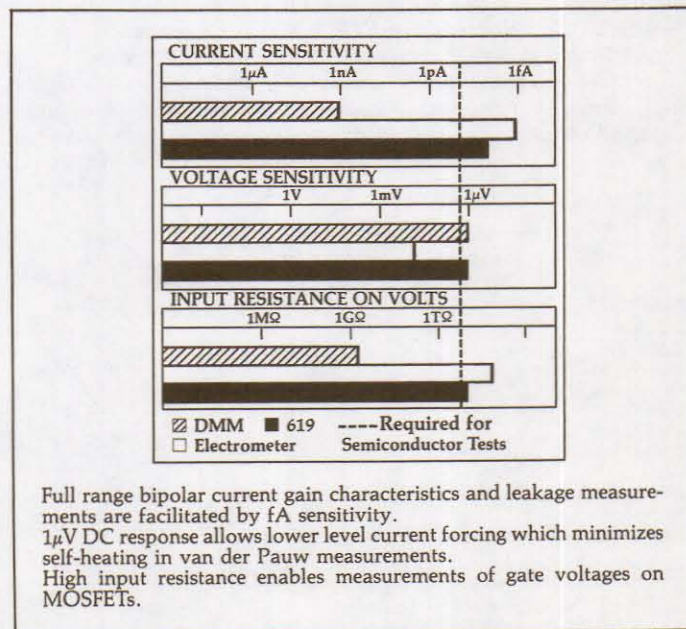 CURRENT SENSITIVITY
1μA 1nA 1pA 1fA
VOLTAGE SENSITIVITY
1V 1mV 1μV
INPUT RESISTANCE ON VOLTS
1MΩ 1GΩ 1TΩ
DMM 619 ----Required for
Electrometer Semiconductor Tests
Full range bipolar current gain characteristics and leakage measure-
ments are facilitated by fA sensitivity.
1μV DC response allows lower level current forcing which minimizes
self-heating in van der Pauw measurements.
High input resistance enables measurements of gate voltages on
MOSFETs.